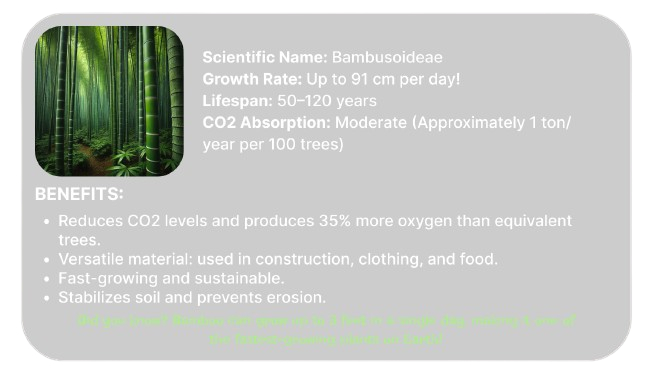 Scientific Name: Bambusoideae
Growth Rate: Up to 91 cm per day!
Lifespan: 50–120 years
CO2 Absorption: Moderate (Approximately 1 ton/
year per 100 trees)
BENEFITS:
• Reduces CO2 levels and produces 35% more oxygen than equivalent
trees.
• Versatile material: used in construction, clothing, and food.
• Fast-growing and sustainable.
• Stabilizes soil and prevents erosion.
Did you know? Bamboo can grow up to 3 feet in a single day, making it one of
the fastest-growing plants on Earth!